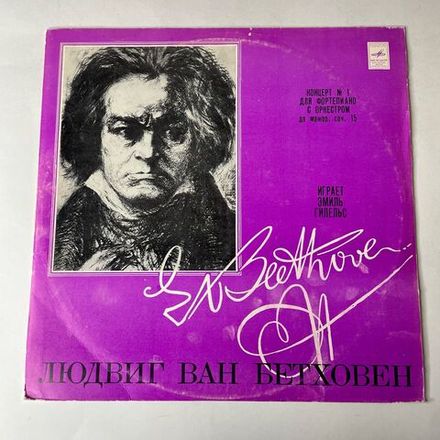 КОНЦЕРТ № 1
ДЛЯ ФОРТЕПИАНО
С ОРКЕСТРОМ
до мажор, соч. 15
ИГРАЕТ
ЭМИЛЬ
ГИЛЕЛЬС
Beethoven
ЛЮДВИГ ВАН БЕТХОВЕН